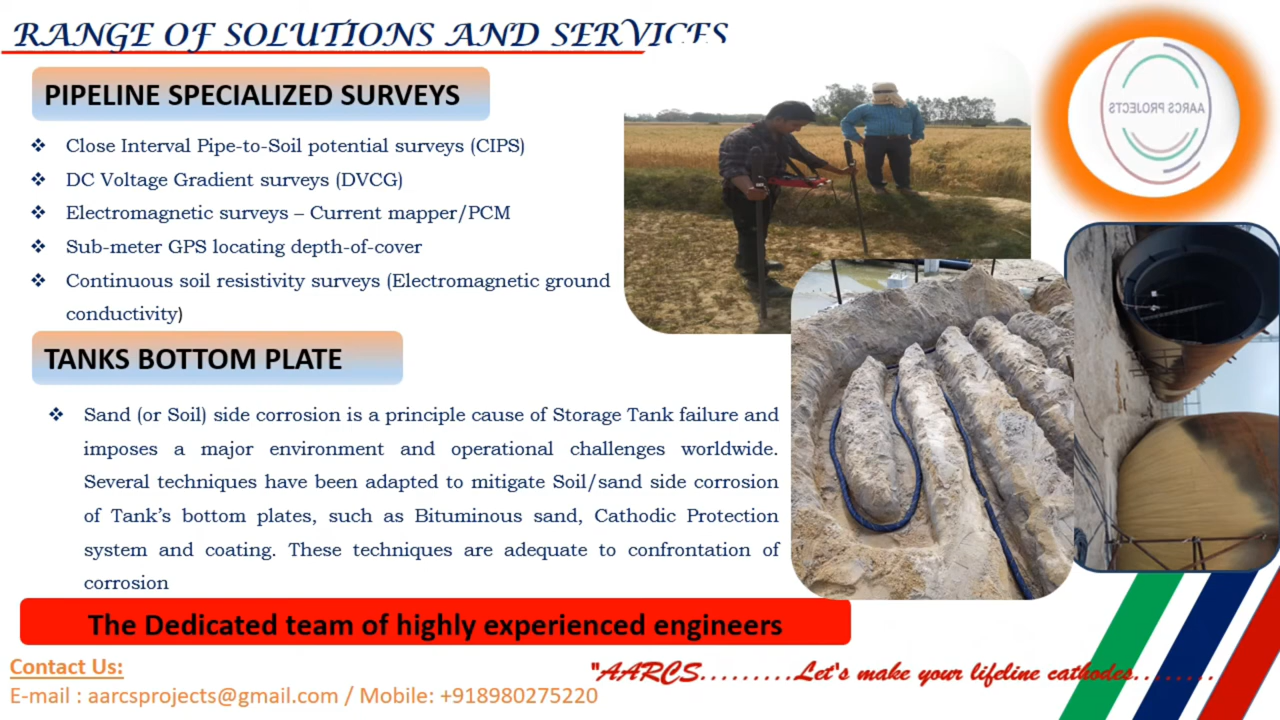 RANGE OF SOLUTIONS AND SERVICES
PIPELINE SPECIALIZED SURVEYS
❖ Close Interval Pipe-to-Soil potential surveys (CIPS)
❖ DC Voltage Gradient surveys (DVCG)
❖ Electromagnetic surveys – Current mapper/PCM
❖ Sub-meter GPS locating depth-of-cover
❖ Continuous soil resistivity surveys (Electromagnetic ground
conductivity)
TANKS BOTTOM PLATE
❖ Sand (or Soil) side corrosion is a principle cause of Storage Tank failure and
imposes a major environment and operational challenges worldwide.
Several techniques have been adapted to mitigate Soil/sand side corrosion
of Tank's bottom plates, such as Bituminous sand, Cathodic Protection
system and coating. These techniques are adequate to confrontation of
corrosion
The Dedicated team of highly experienced engineers
Contact Us:
E-mail : aarcsprojects@gmail.com / Mobile: +918980275220
"AARCS.........Let's make your lifeline cathodes........
AARCS PROJECTS